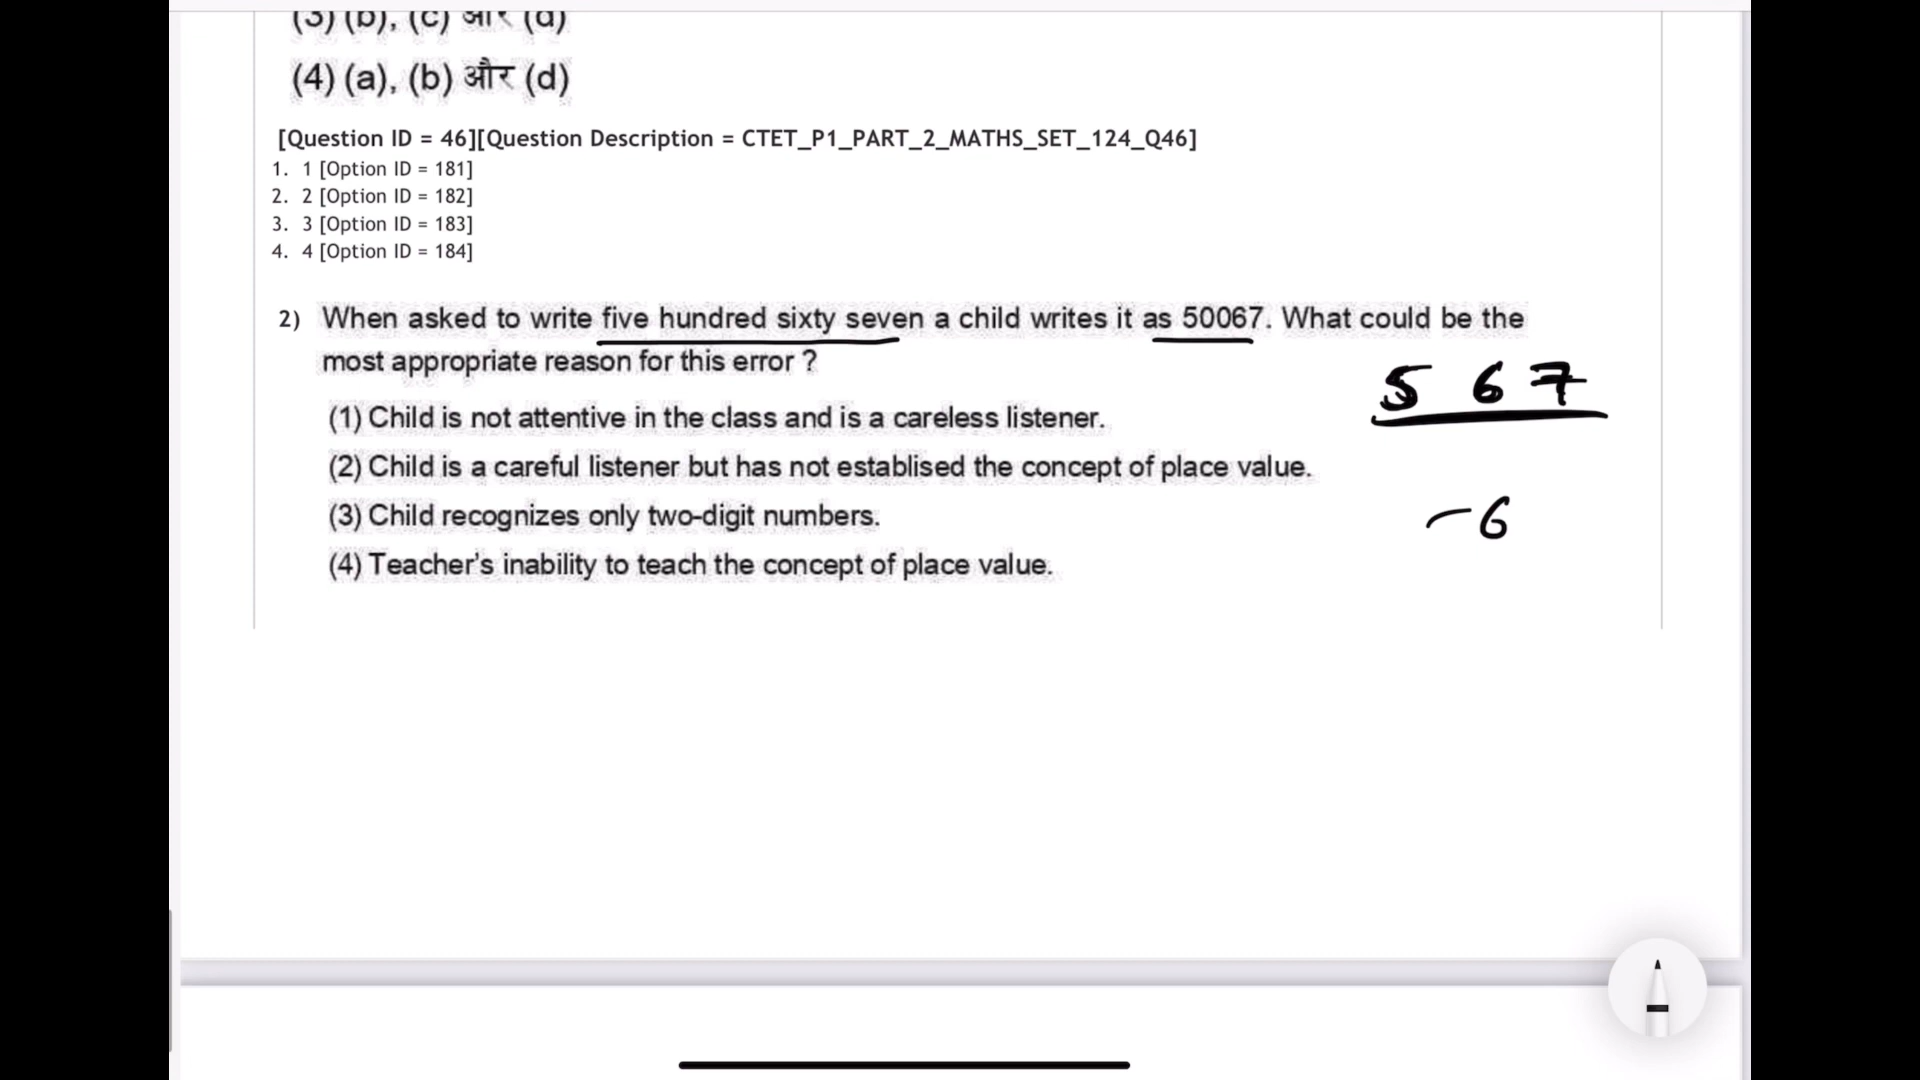 (3) (b), (c) और (d)
(4) (a), (b) और (d)
[Question ID = 46][Question Description = CTET_P1_PART_2_MATHS_SET_124_Q46]
1. 1 [Option ID = 181]
2. 2 [Option ID = 182]
3. 3 [Option ID = 183]
4. 4 [Option ID = 184]
2) When asked to write five hundred sixty seven a child writes it as 50067. What could be the
most appropriate reason for this error ?
5 6 7
(1) Child is not attentive in the class and is a careless listener.
(2) Child is a careful listener but has not establised the concept of place value.
(3) Child recognizes only two-digit numbers.
6
(4) Teacher's inability to teach the concept of place value.